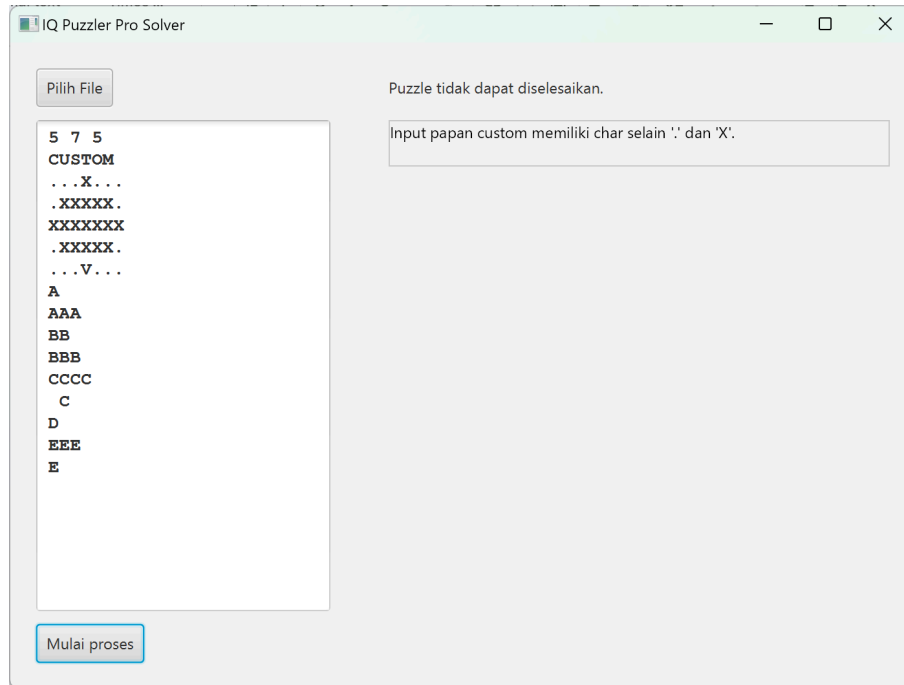 IQ Puzzler Pro Solver
Pilih File
Puzzle tidak dapat diselesaikan.
5 7 5
CUSTOM
...X...
.XXXXX.
XXXXXXX
.XXXXX.
...V...
A
AAA
BB
BBB
CCCC
 C
D
EEE
E
Input papan custom memiliki char selain '.' dan 'X'.
Mulai proses